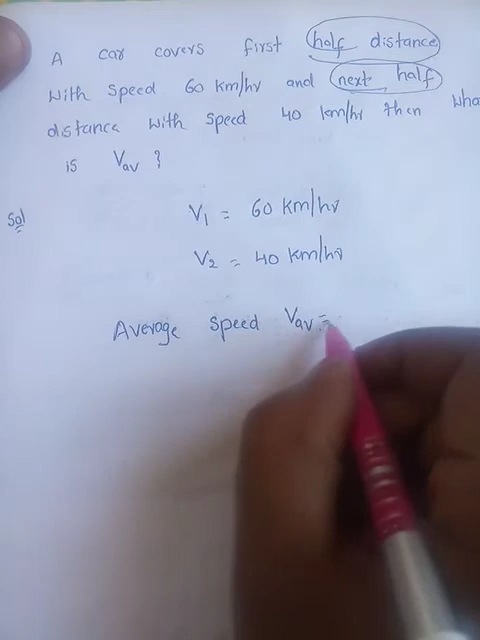 A car covers first half distance
with speed 60 km/hr and next half
distance with speed 40 km/hr then
is Vav ?
Sol
V1 = 60 km/hr
V2 = 40 km/hr
Average speed Vav =